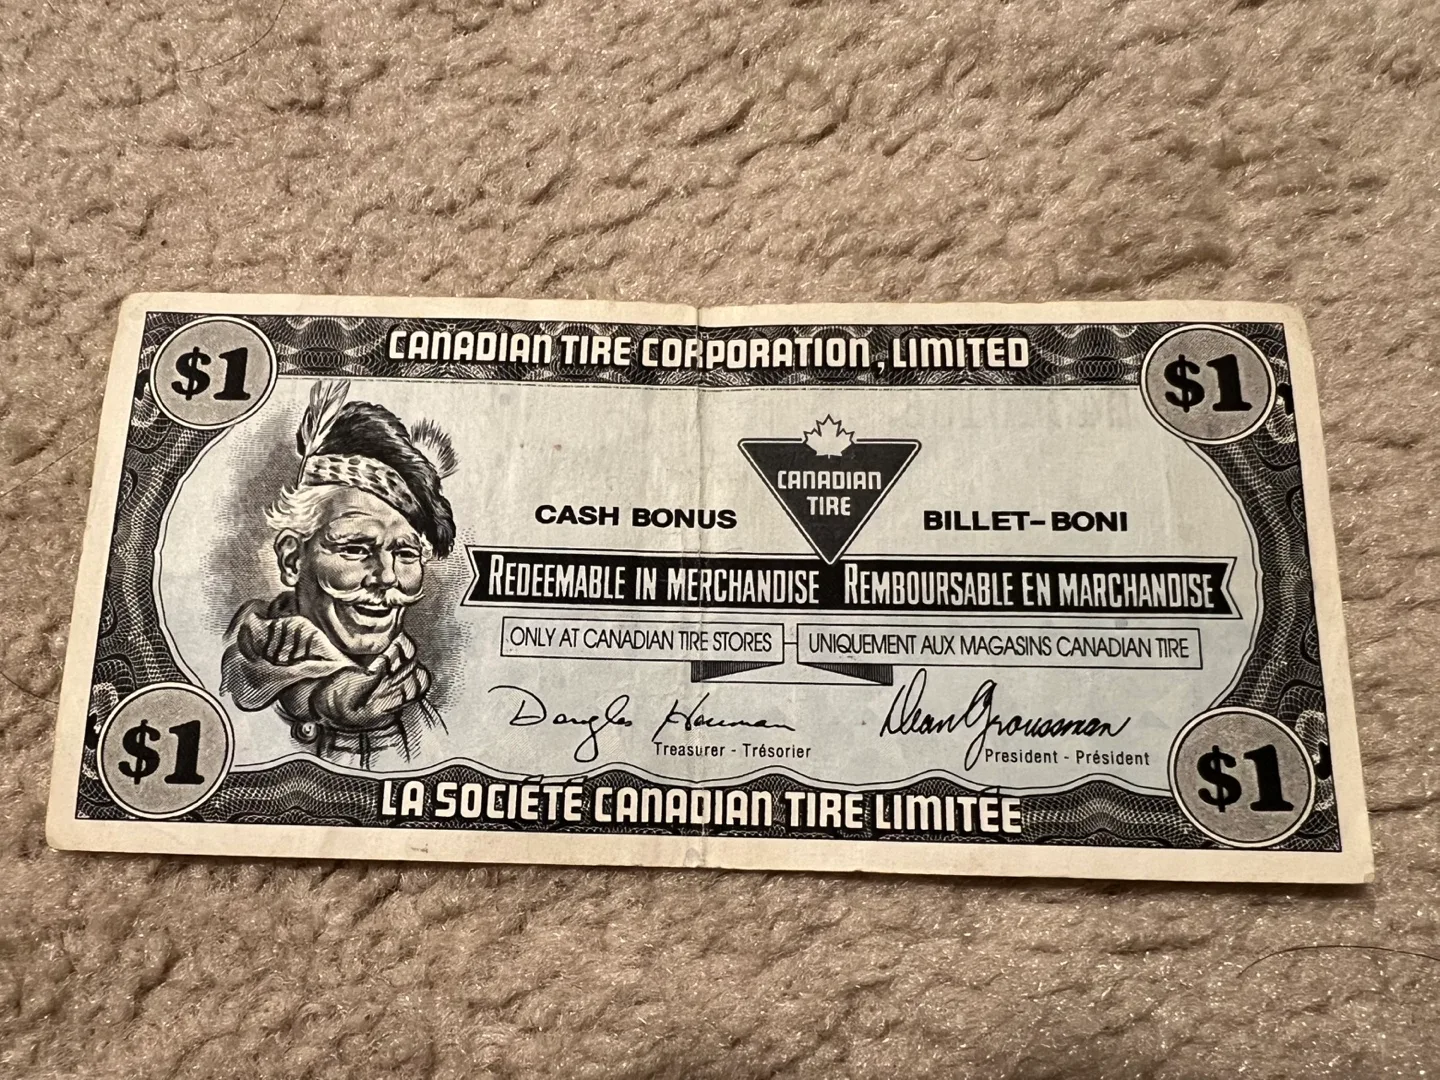 $1
CANADIAN TIRE CORPORATION, LIMITED
$1
CANADIAN
TIRE
CASH BONUS
BILLET-BONI
REDEEMABLE IN MERCHANDISE REMBOURSABLE EN MARCHANDISE
ONLY AT CANADIAN TIRE STORES
UNIQUEMENT AUX MAGASINS CANADIAN TIRE
Dean Groussman
Treasurer - Trésorier
President - Président
$1
LA SOCIÉTÉ CANADIAN TIRE LIMITÉE
$1